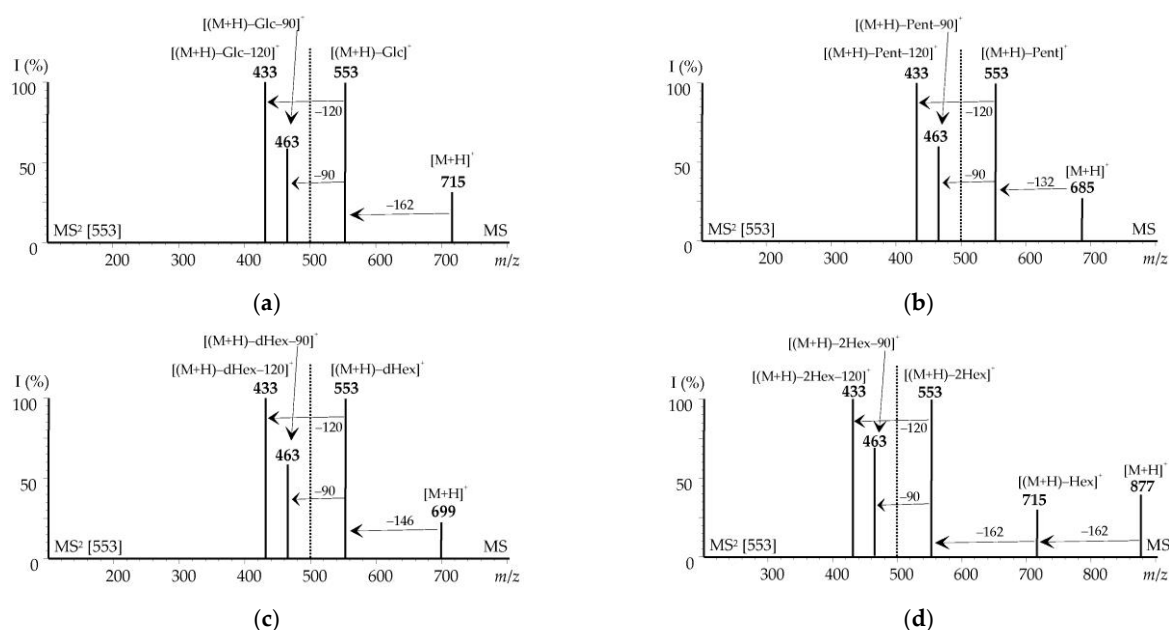 [(M+H)–Glc–90]⁺
[(M+H)–Glc–120]⁺ [(M+H)–Glc]⁺
433 553
I (%)
100
–120
463
[M+H]⁺
715
50
–90
–162
0
MS² [553] MS
200 300 400 500 600 700 m/z
(a)
[(M+H)–Pent–90]⁺
[(M+H)–Pent–120]⁺ [(M+H)–Pent]⁺
433 553
I (%)
100
–120
463
[M+H]⁺
685
50
–90
–132
0
MS² [553] MS
200 300 400 500 600 700 m/z
(b)
[(M+H)–dHex–90]⁺
[(M+H)–dHex–120]⁺ [(M+H)–dHex]⁺
433 553
I (%)
100
–120
463
[M+H]⁺
699
50
–90
–146
0
MS² [553] MS
200 300 400 500 600 700 m/z
(c)
[(M+H)–2Hex–90]⁺
[(M+H)–2Hex–120]⁺ [(M+H)–2Hex]⁺
433 553
I (%)
100
–120
463
[M+H]⁺
877
[(M+H)–Hex]⁺
715
50
–90
–162 –162
0
MS² [553] MS
300 400 500 600 700 800 m/z
(d)